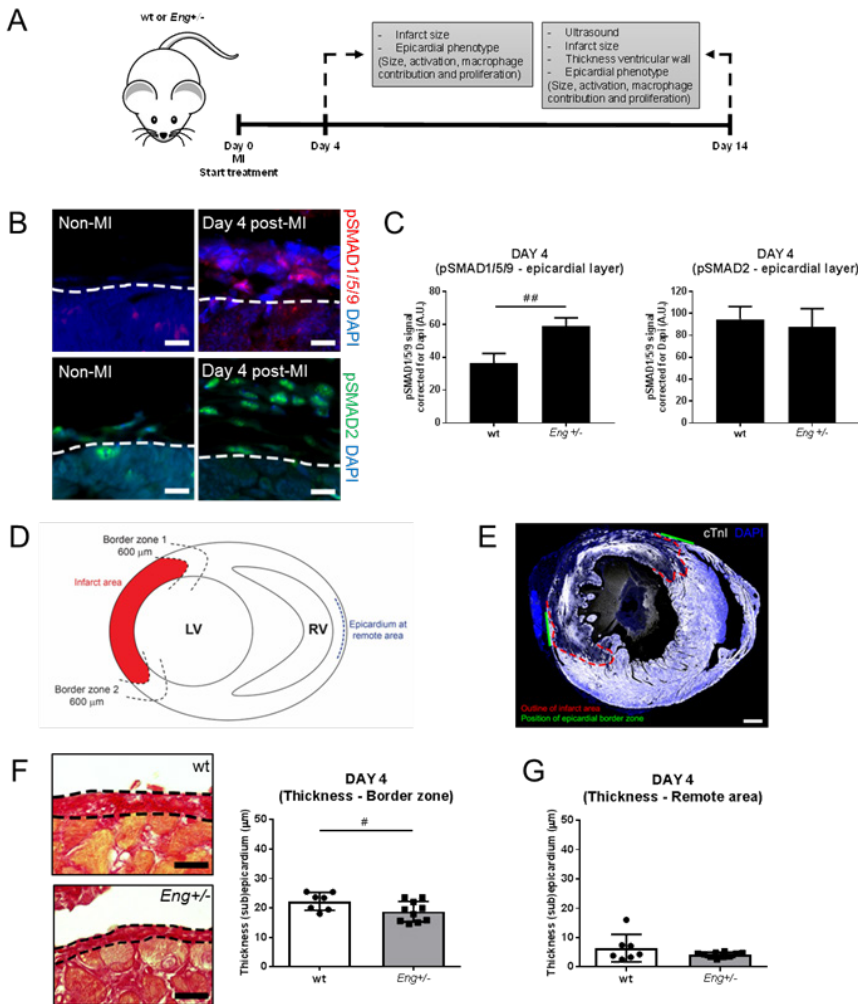 A
wt or Eng+/-
- Infarct size
- Epicardial phenotype
(Size, activation, macrophage
contribution and proliferation)
- Ultrasound
- Infarct size
- Thickness ventricular wall
- Epicardial phenotype
(Size, activation, macrophage
contribution and proliferation)
Day 0
MI
Start treatment
Day 4
Day 14
B
Non-MI
Day 4 post-MI
pSMAD1/5/9 DAPI
Non-MI
Day 4 post-MI
pSMAD2 DAPI
C
DAY 4
(pSMAD1/5/9 - epicardial layer)
pSMAD1/5/9 signal
corrected for Dapi (A.U.)
80
60
40
20
0
##
wt
Eng +/-
DAY 4
(pSMAD2 - epicardial layer)
pSMAD1/5/9 signal
corrected for Dapi (A.U.)
120
100
80
60
40
20
0
wt
Eng +/-
D
Border zone 1
600 µm
Infarct area
LV
RV
Epicardium at
remote area
Border zone 2
600 µm
E
cTnI DAPI
Outline of infarct area
Position of epicardial border zone
F
wt
Eng+/-
DAY 4
(Thickness - Border zone)
Thickness (sub)epicardium (µm)
50
40
30
20
10
0
#
wt
Eng+/-
G
DAY 4
(Thickness - Remote area)
Thickness (sub)epicardium (µm)
50
40
30
20
10
0
wt
Eng+/-